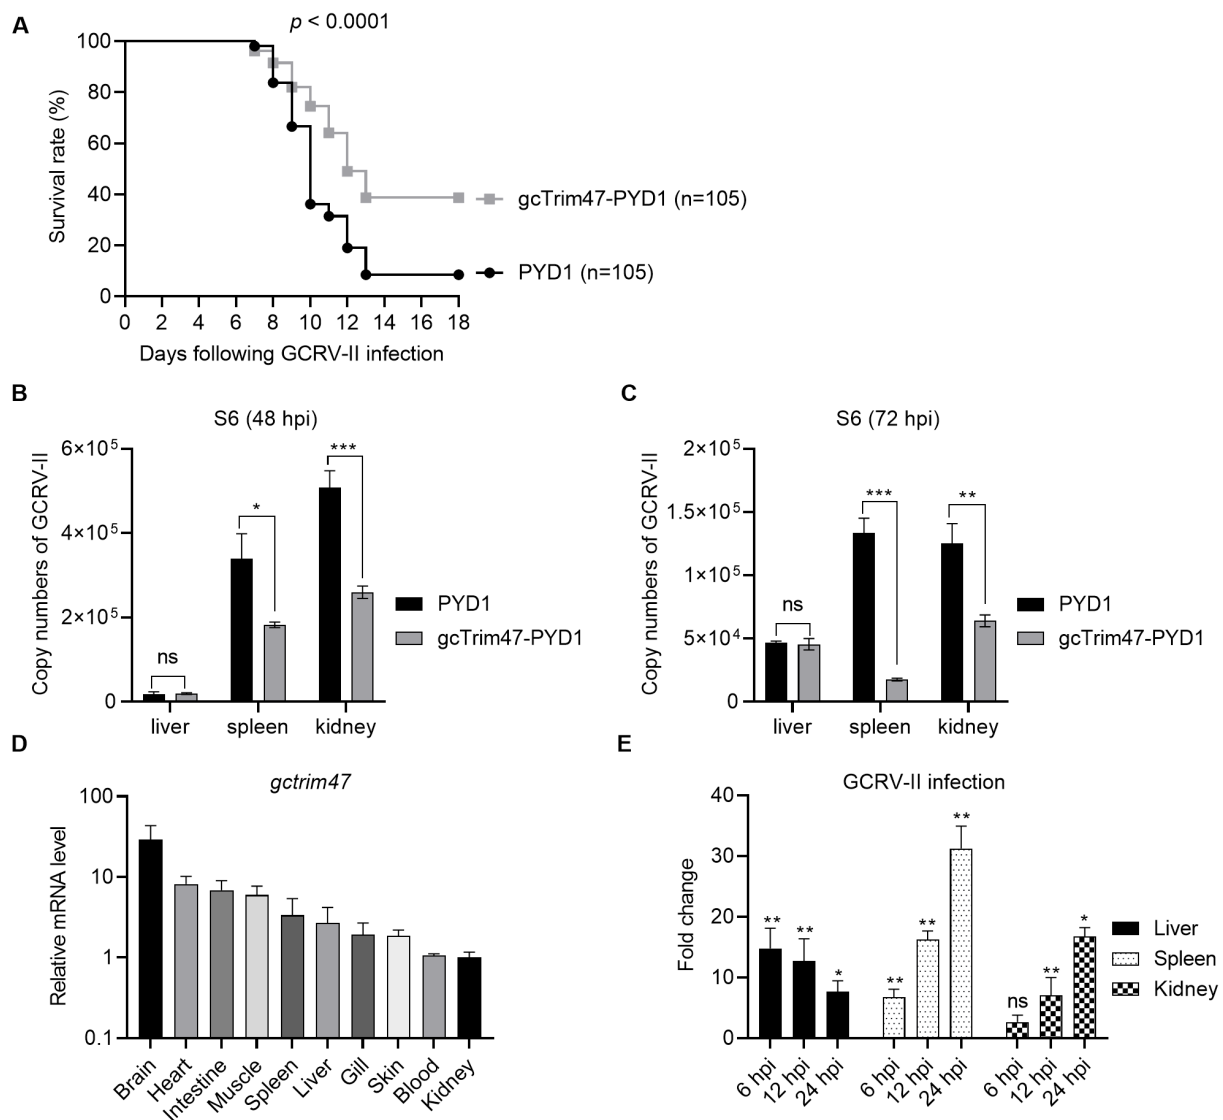 A
p < 0.0001
Survival rate (%)
100
80
60
40
20
0
0 2 4 6 8 10 12 14 16 18
Days following GCRV-II infection
gcTrim47-PYD1 (n=105)
PYD1 (n=105)
B
S6 (48 hpi)
Copy numbers of GCRV-II
6×10⁵
4×10⁵
2×10⁵
0
ns
*
***
liver spleen kidney
PYD1
gcTrim47-PYD1
C
S6 (72 hpi)
Copy numbers of GCRV-II
2×10⁵
1.5×10⁵
1×10⁵
5×10⁴
0
ns
***
**
liver spleen kidney
PYD1
gcTrim47-PYD1
D
gctrim47
Relative mRNA level
100
10
1
0.1
Brain Heart Intestine Muscle Spleen Liver Gill Skin Blood Kidney
E
GCRV-II infection
Fold change
40
30
20
10
0
** ** * ** ** ** ns ** *
6 hpi 12 hpi 24 hpi 6 hpi 12 hpi 24 hpi 6 hpi 12 hpi 24 hpi
Liver
Spleen
Kidney